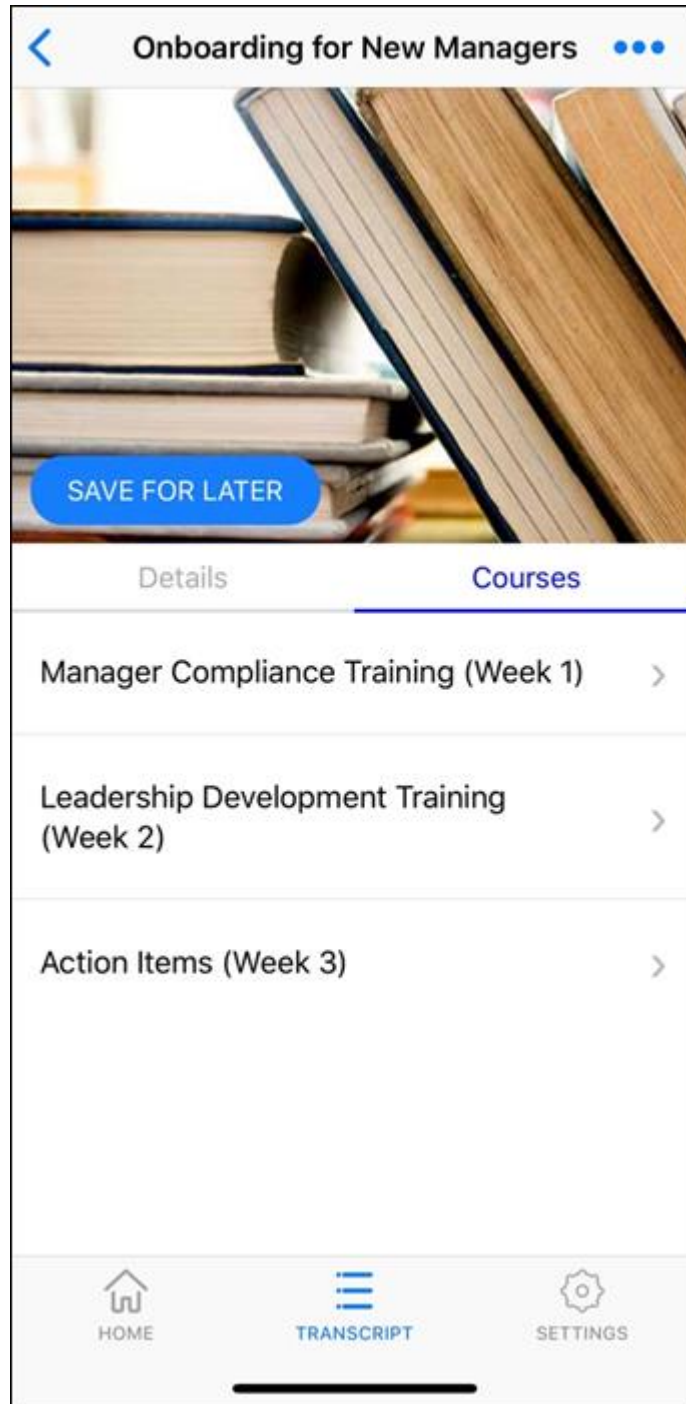 Onboarding for New Managers
SAVE FOR LATER
Details
Courses
Manager Compliance Training (Week 1)
Leadership Development Training
(Week 2)
Action Items (Week 3)
HOME
TRANSCRIPT
SETTINGS